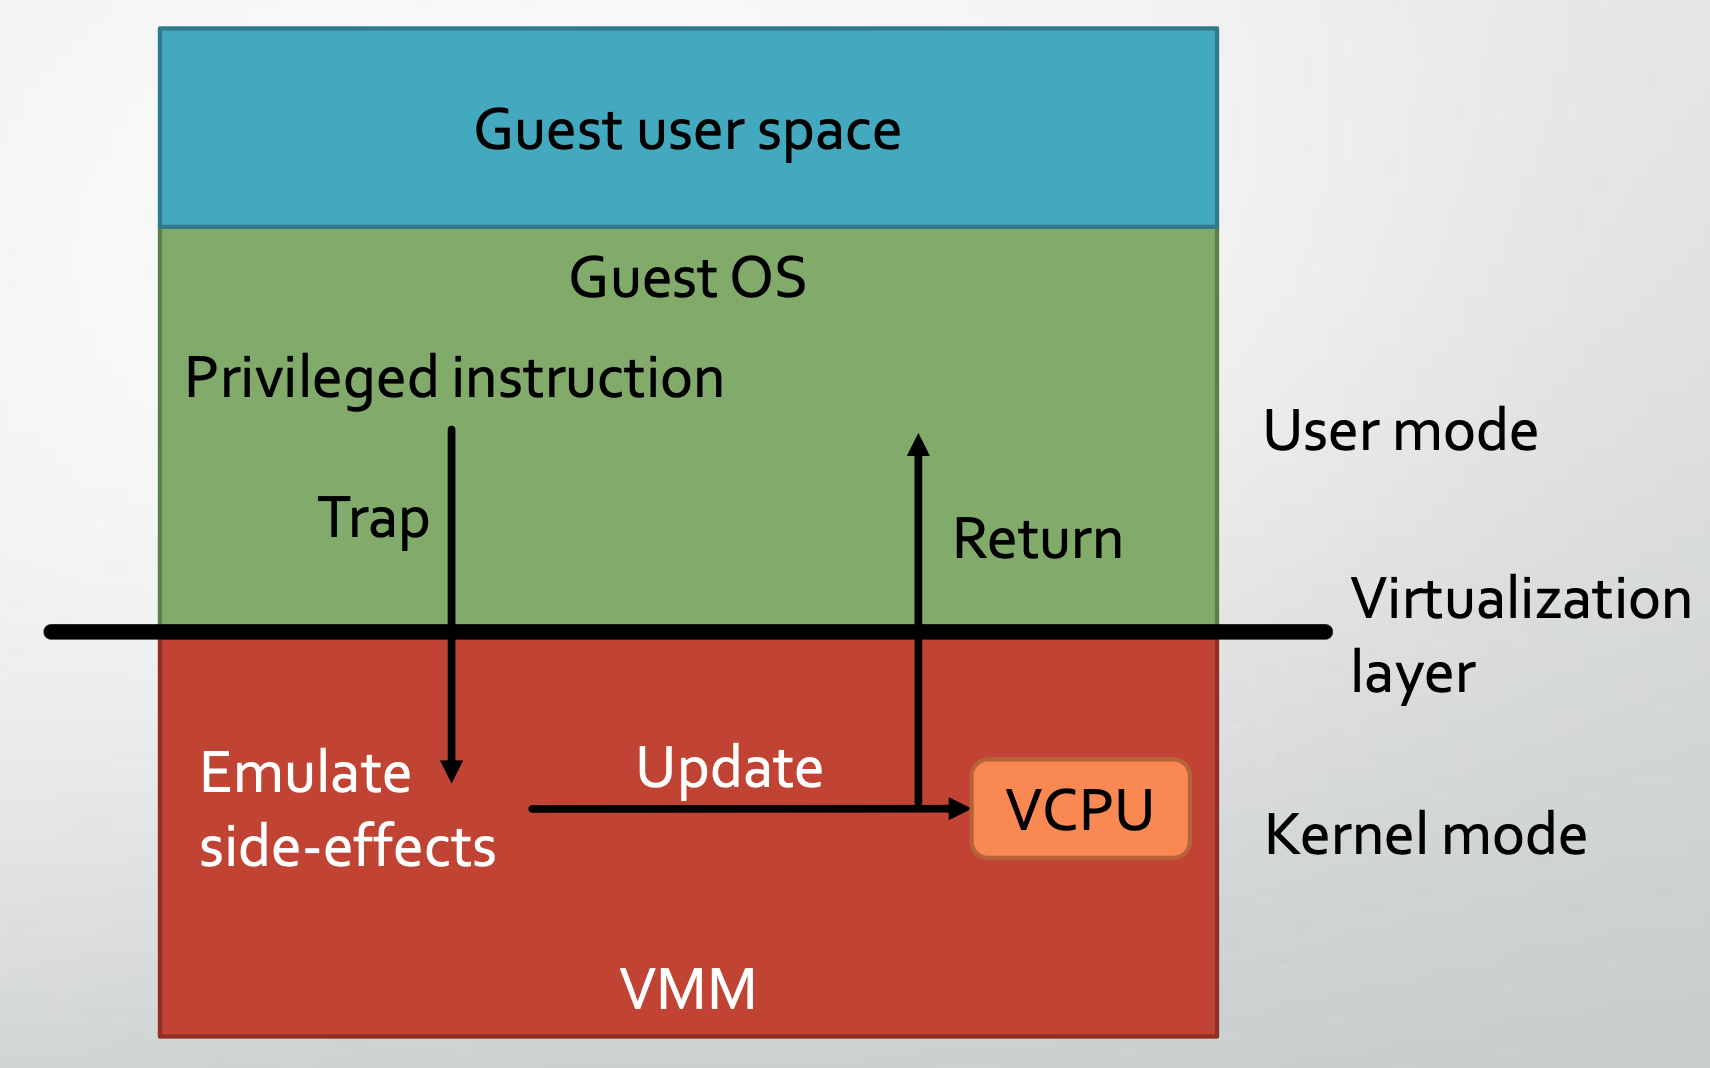 Guest user space
Guest OS
Privileged instruction
User mode
Trap
Return
Virtualization
layer
Emulate
side-effects
Update
VCPU
Kernel mode
VMM